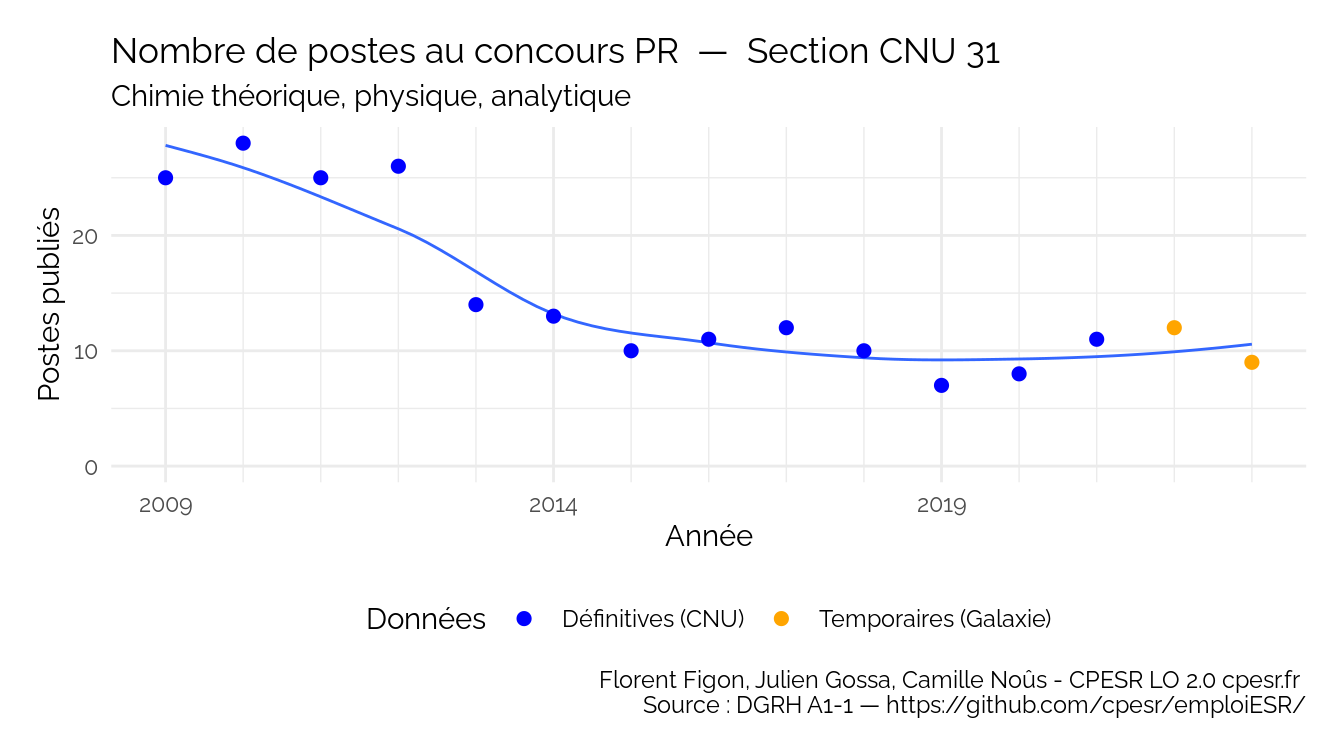 Nombre de postes au concours PR — Section CNU 31
Chimie théorique, physique, analytique
Postes publiés
20
10
0
2009
2014
2019
Année
Données
Définitives (CNU)
Temporaires (Galaxie)
Florent Figon, Julien Gossa, Camille Noûs - CPESR LO 2.0 cpesr.fr
Source : DGRH A1-1 — https://github.com/cpesr/emploiESR/